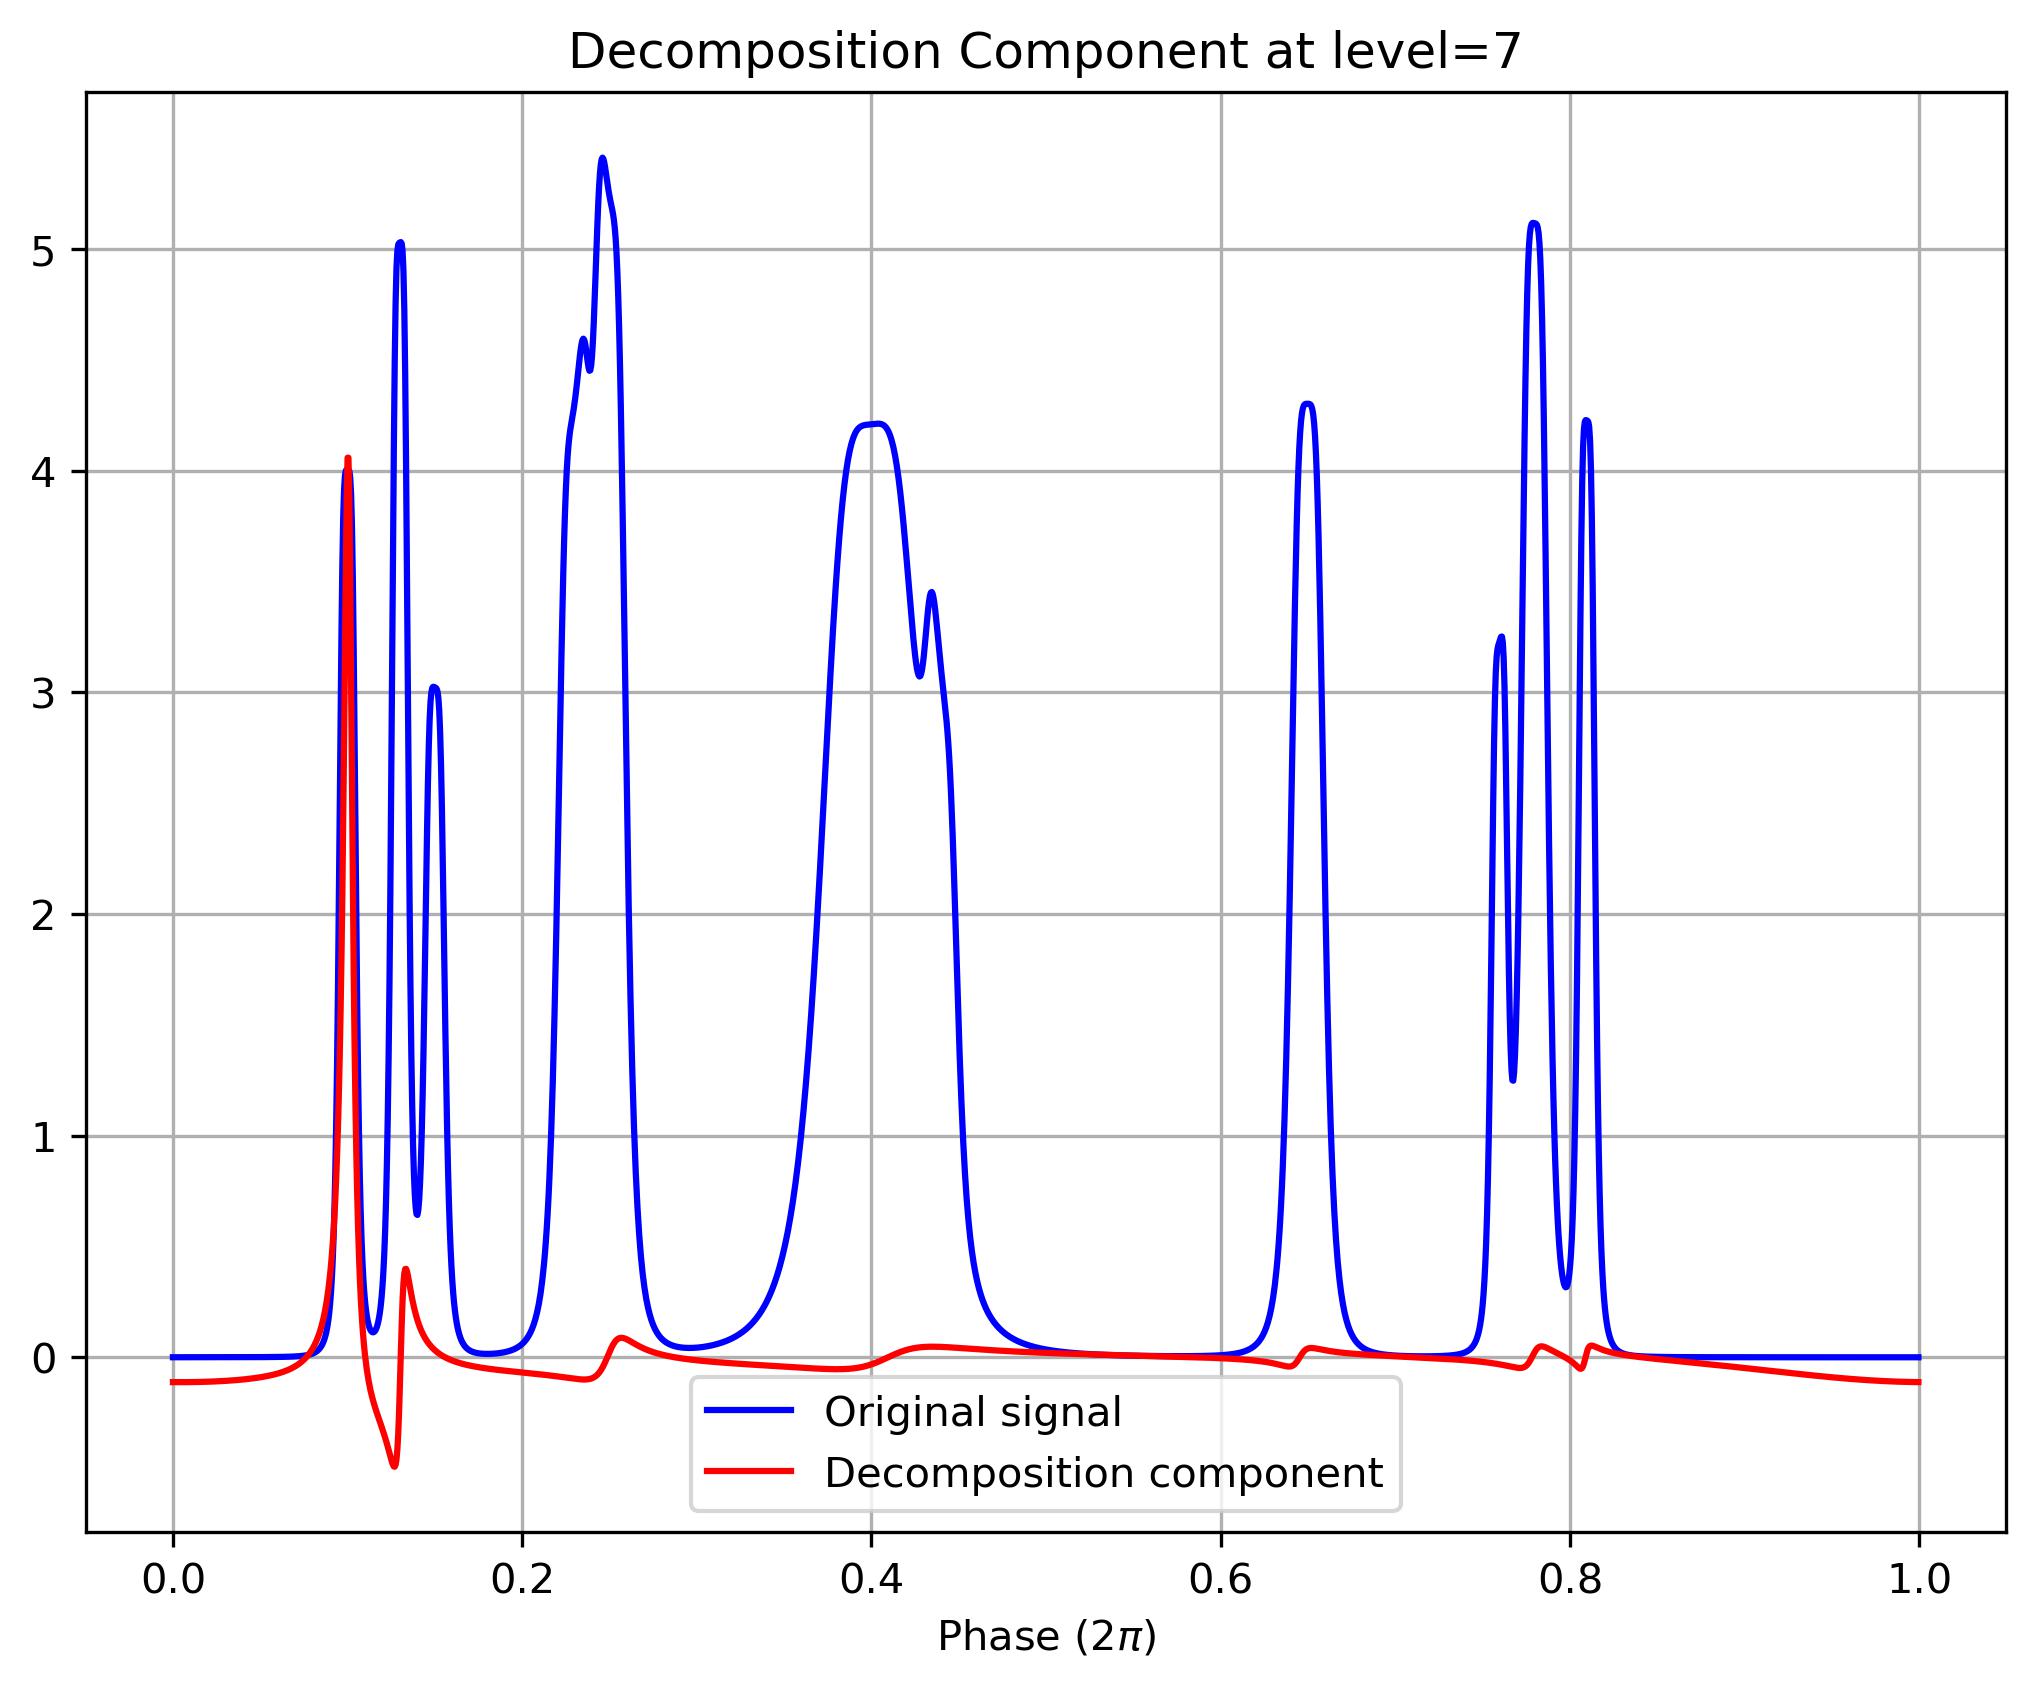 Decomposition Component at level=7
5
4
3
2
1
0
Original signal
Decomposition component
0.0 0.2 0.4 0.6 0.8 1.0
Phase (2π)